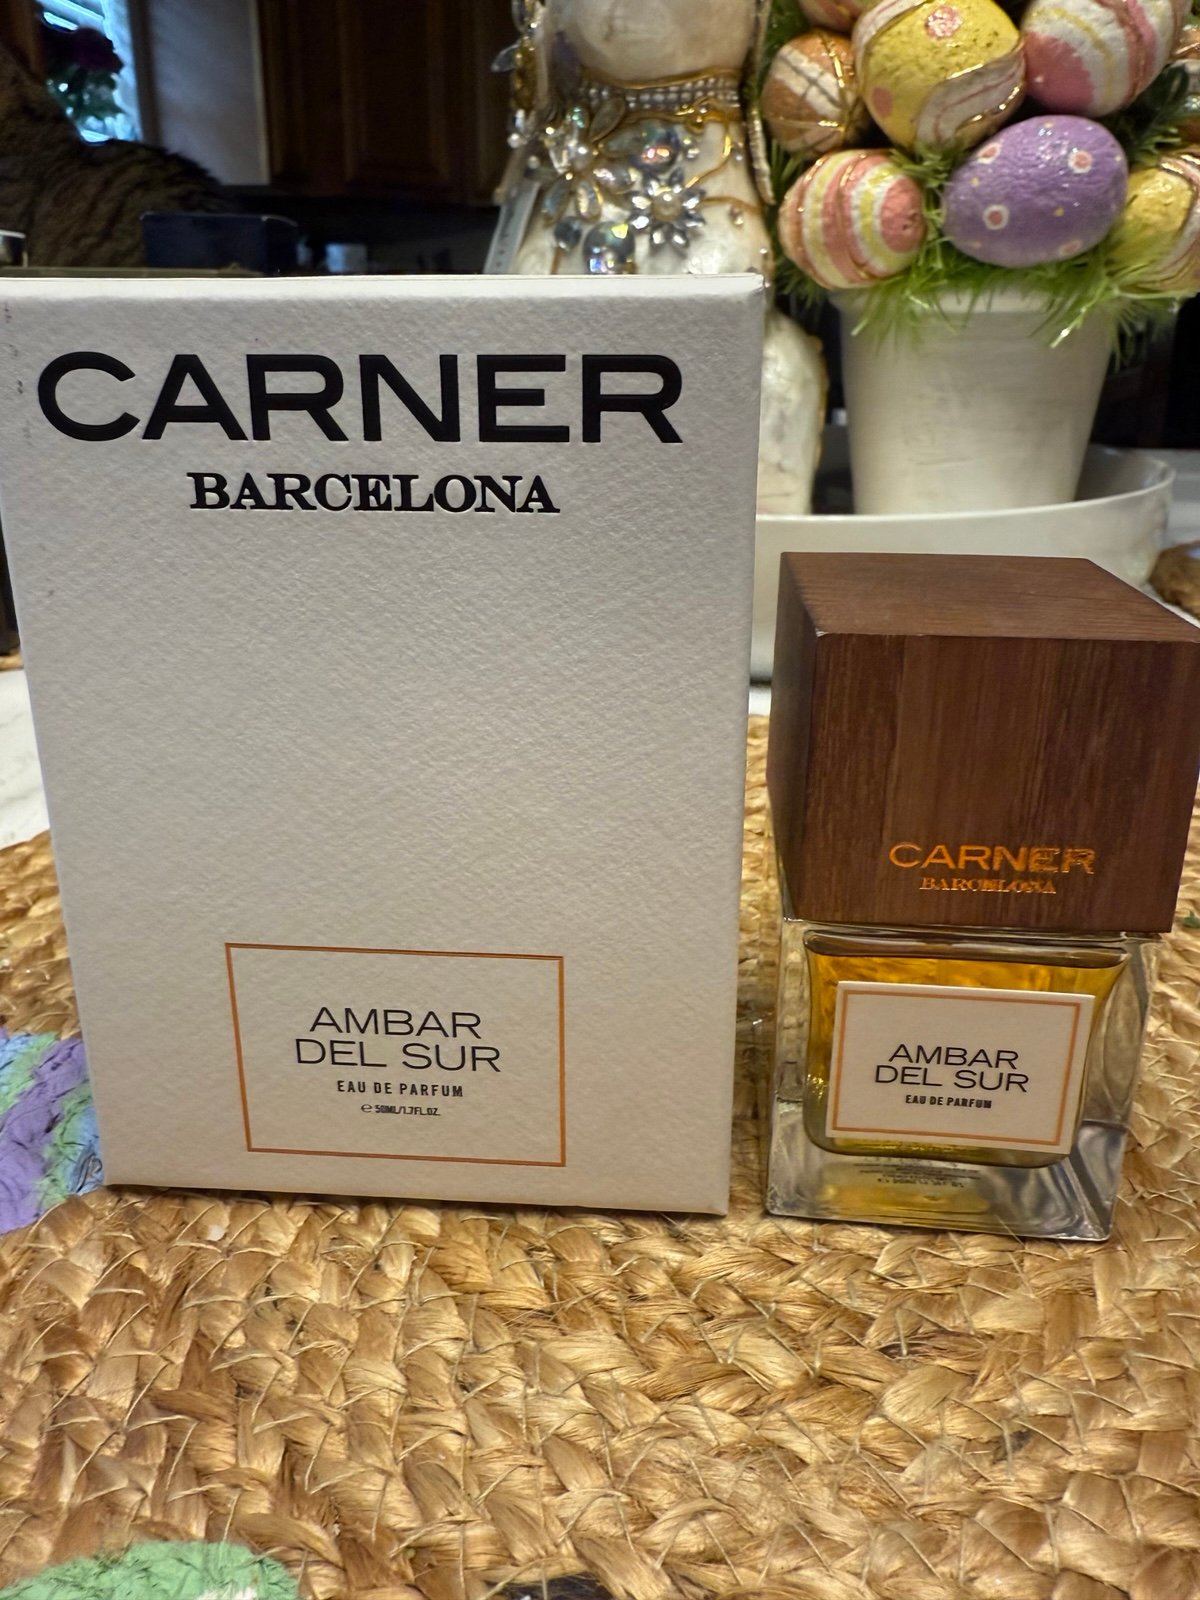 CARNER
BARCELONA
AMBAR
DEL SUR
EAU DE PARFUM
e 50ML/1.7FL.OZ.
CARNER
BARCELONA
AMBAR
DEL SUR
EAU DE PARFUM